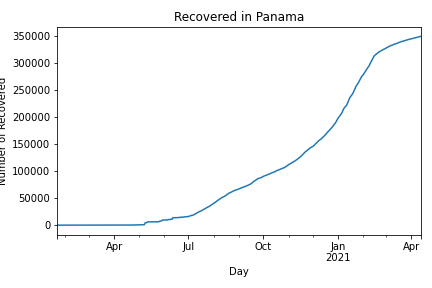 Recovered in Panama
Number of Recovered
350000
300000
250000
200000
150000
100000
50000
0
Apr
Jul
Oct
Jan
2021
Apr
Day